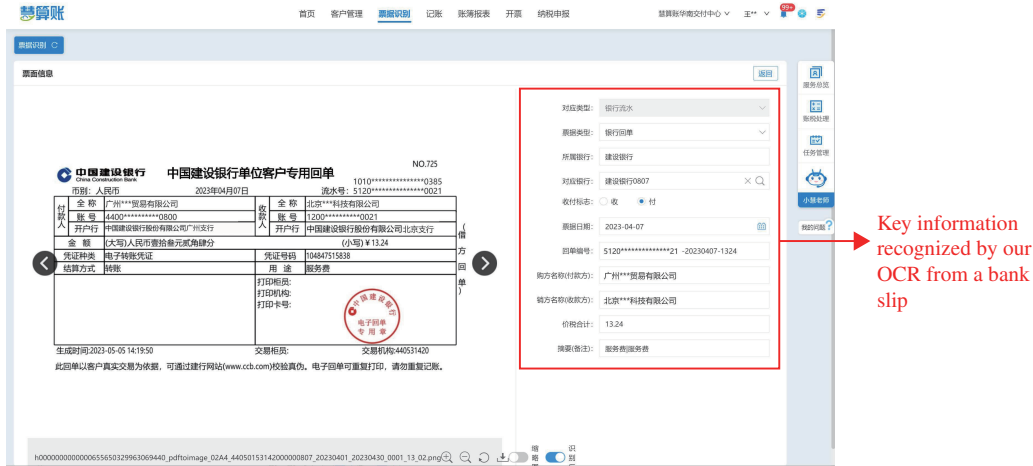 慧算账
首页 客户管理 票据识别 记账 账簿报表 开票 纳税申报 慧算账华南交付中心 王** 99+
票据识别
票面信息
返回
服务总览
账税处理
任务管理
小慧老师
我的问题?
NO.725
中国建设银行
China Construction Bank
中国建设银行单位客户专用回单
1010***************0385
币别：人民币 2023年04月07日 流水号：5120***************0021
付款人 全 称 广州***贸易有限公司 收款人 全 称 北京***科技有限公司
账 号 4400**********0800 账 号 1200**********0021
开户行 中国建设银行股份有限公司广州支行 开户行 中国建设银行股份有限公司北京支行
金 额 (大写)人民币壹拾叁元贰角肆分 (小写)¥13.24
凭证种类 电子转账凭证 凭证号码 104847515838
结算方式 转账 用 途 服务费
打印柜员:
打印机构:
打印卡号:
中国建设银行
电子回单
专用章
(借方回单)
生成时间:2023-05-05 14:19:50 交易柜员: 交易机构:440531420
此回单以客户真实交易为依据，可通过建行网站(www.ccb.com)校验真伪。电子回单可重复打印，请勿重复记账。
对应类型: 银行流水
票据类型: 银行回单
所属银行: 建设银行
对应银行: 建设银行0807
收付标志: 收 付
票据日期: 2023-04-07
回单编号: 5120**************21 -20230407-1324
购方名称(付款方): 广州***贸易有限公司
销方名称(收款方): 北京***科技有限公司
价税合计: 13.24
摘要(备注): 服务费|服务费
Key information
recognized by our
OCR from a bank
slip